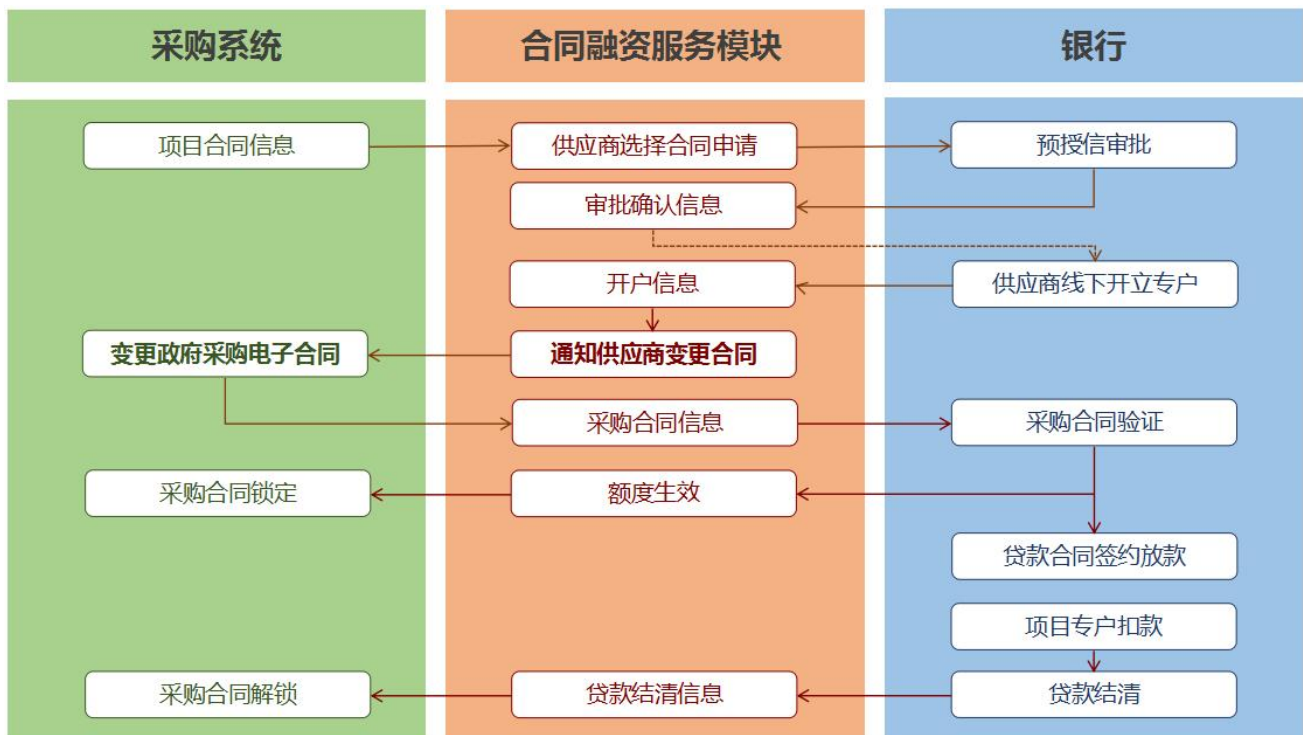 采购系统
合同融资服务模块
银行
项目合同信息
供应商选择合同申请
预授信审批
审批确认信息
开户信息
供应商线下开立专户
变更政府采购电子合同
通知供应商变更合同
采购合同信息
采购合同验证
采购合同锁定
额度生效
贷款合同签约放款
项目专户扣款
采购合同解锁
贷款结清信息
贷款结清